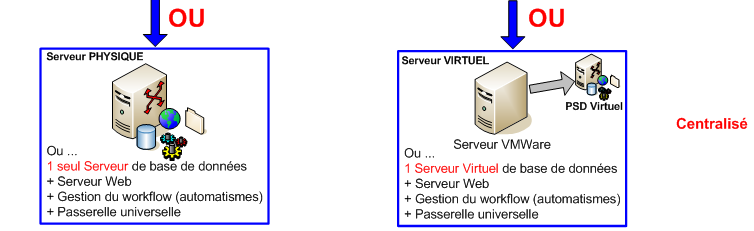 OU
OU
Serveur PHYSIQUE
Ou ...
1 seul Serveur de base de données
+ Serveur Web
+ Gestion du workflow (automatismes)
+ Passerelle universelle
Serveur VIRTUEL
PSD Virtuel
Serveur VMWare
Ou ...
1 Serveur Virtuel de base de données
+ Serveur Web
+ Gestion du workflow (automatismes)
+ Passerelle universelle
Centralisé